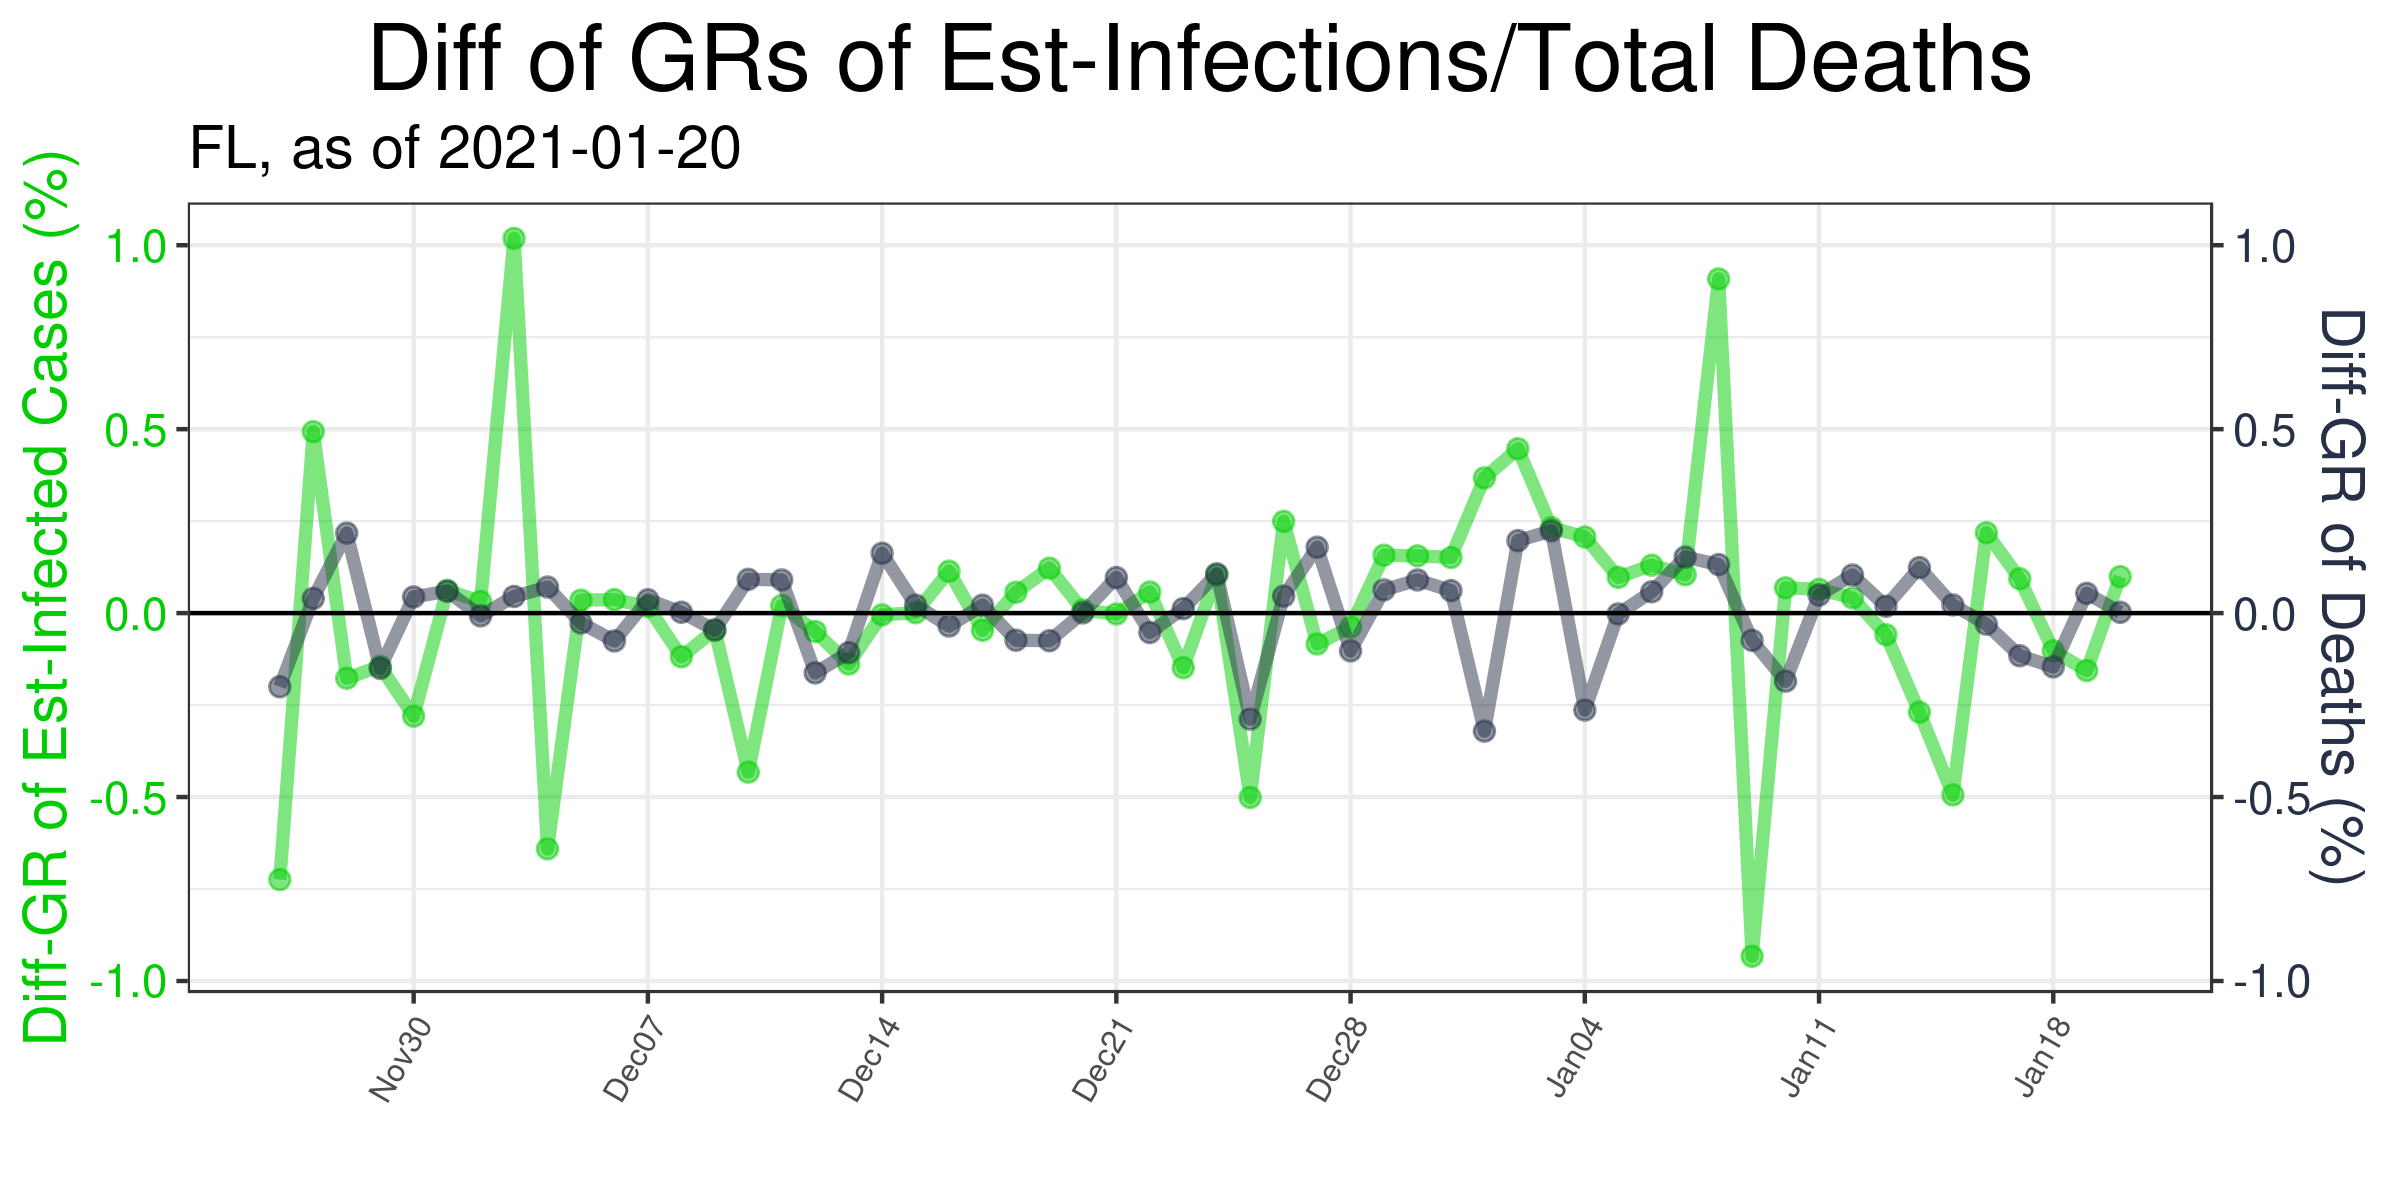 Diff of GRs of Est-Infections/Total Deaths
FL, as of 2021-01-20
Diff-GR of Est-Infected Cases (%)
1.0
0.5
0.0
-0.5
-1.0
1.0
0.5
0.0
-0.5
-1.0
Diff-GR of Deaths (%)
Nov30
Dec07
Dec14
Dec21
Dec28
Jan04
Jan11
Jan18